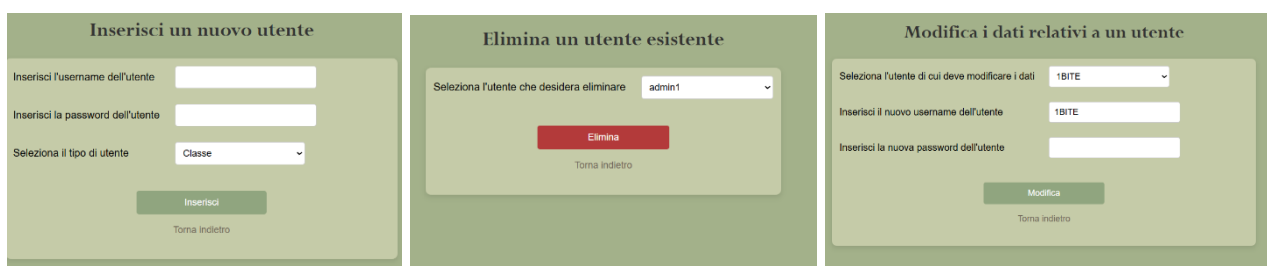 Inserisci un nuovo utente
Inserisci l'username dell'utente
Inserisci la password dell'utente
Seleziona il tipo di utente
Classe
Inserisci
Torna indietro
Elimina un utente esistente
Seleziona l'utente che desidera eliminare
admin1
Elimina
Torna indietro
Modifica i dati relativi a un utente
Seleziona l'utente di cui deve modificare i dati
1BITE
Inserisci il nuovo username dell'utente
1BITE
Inserisci la nuova password dell'utente
Modifica
Torna indietro